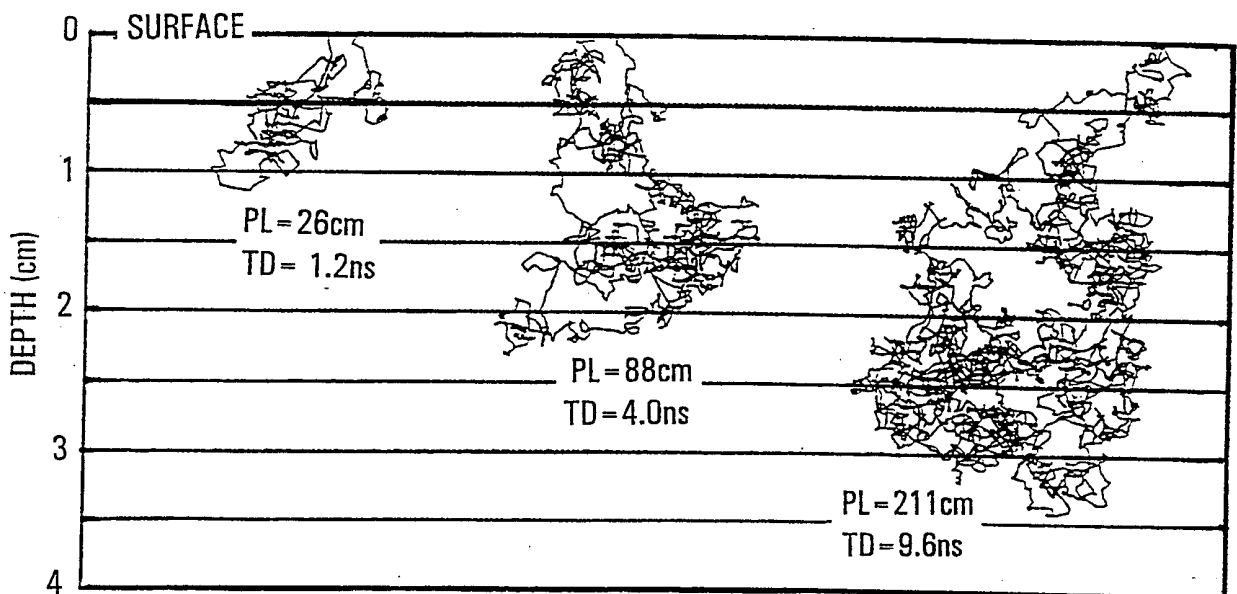 0 SURFACE
1
PL=26cm
TD= 1.2ns
DEPTH (cm)
2
PL=88cm
TD=4.0ns
3
PL=211cm
TD=9.6ns
4